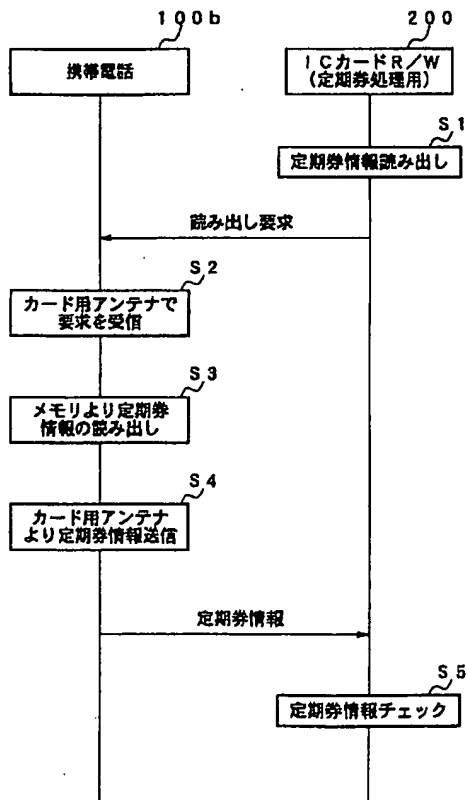 １００ｂ
２００
携帯電話
ＩＣカードＲ／Ｗ
（定期券処理用）
Ｓ１
定期券情報読み出し
読み出し要求
Ｓ２
カード用アンテナで
要求を受信
Ｓ３
メモリより定期券
情報の読み出し
Ｓ４
カード用アンテナ
より定期券情報送信
定期券情報
Ｓ５
定期券情報チェック